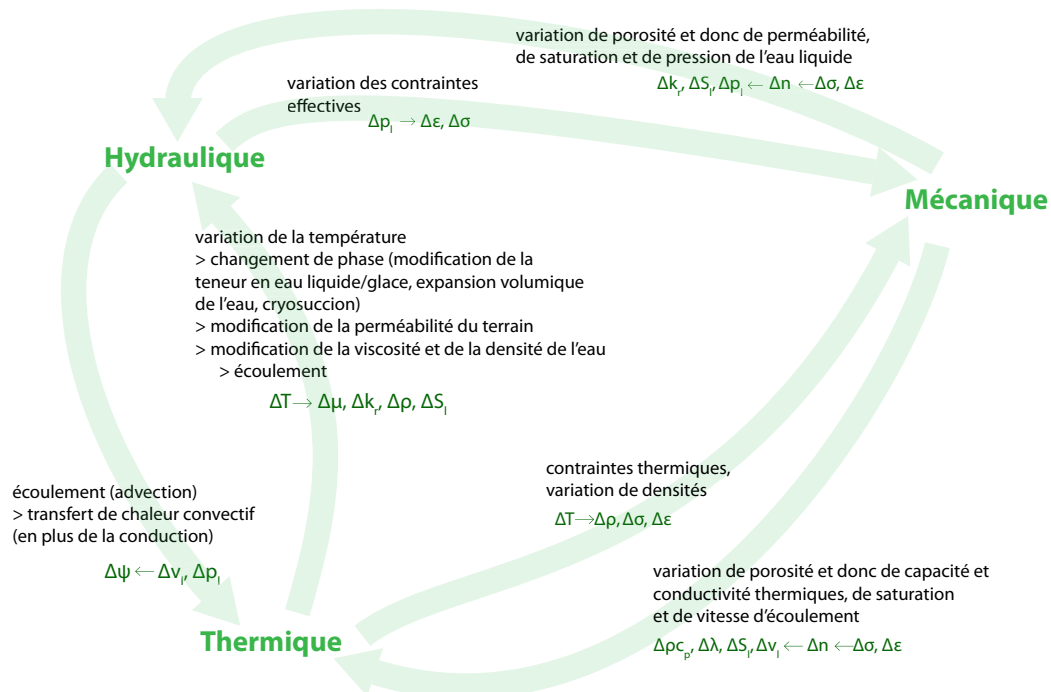 variation de porosité et donc de perméabilité,
de saturation et de pression de l'eau liquide
Δkᵣ, ΔSₗ, Δpₗ ← Δn ← Δσ, Δε
variation des contraintes
effectives
Δpₗ → Δε, Δσ
Hydraulique
Mécanique
variation de la température
> changement de phase (modification de la
teneur en eau liquide/glace, expansion volumique
de l'eau, cryosuccion)
> modification de la perméabilité du terrain
> modification de la viscosité et de la densité de l'eau
> écoulement
ΔT → Δμ, Δkᵣ, Δρ, ΔSₗ
contraintes thermiques,
variation de densités
ΔT → Δρ, Δσ, Δε
écoulement (advection)
> transfert de chaleur convectif
(en plus de la conduction)
Δψ ← Δvₗ, Δpₗ
variation de porosité et donc de capacité et
conductivité thermiques, de saturation
et de vitesse d'écoulement
Δρcₚ, Δλ, ΔSₗ, Δvₗ ← Δn ← Δσ, Δε
Thermique